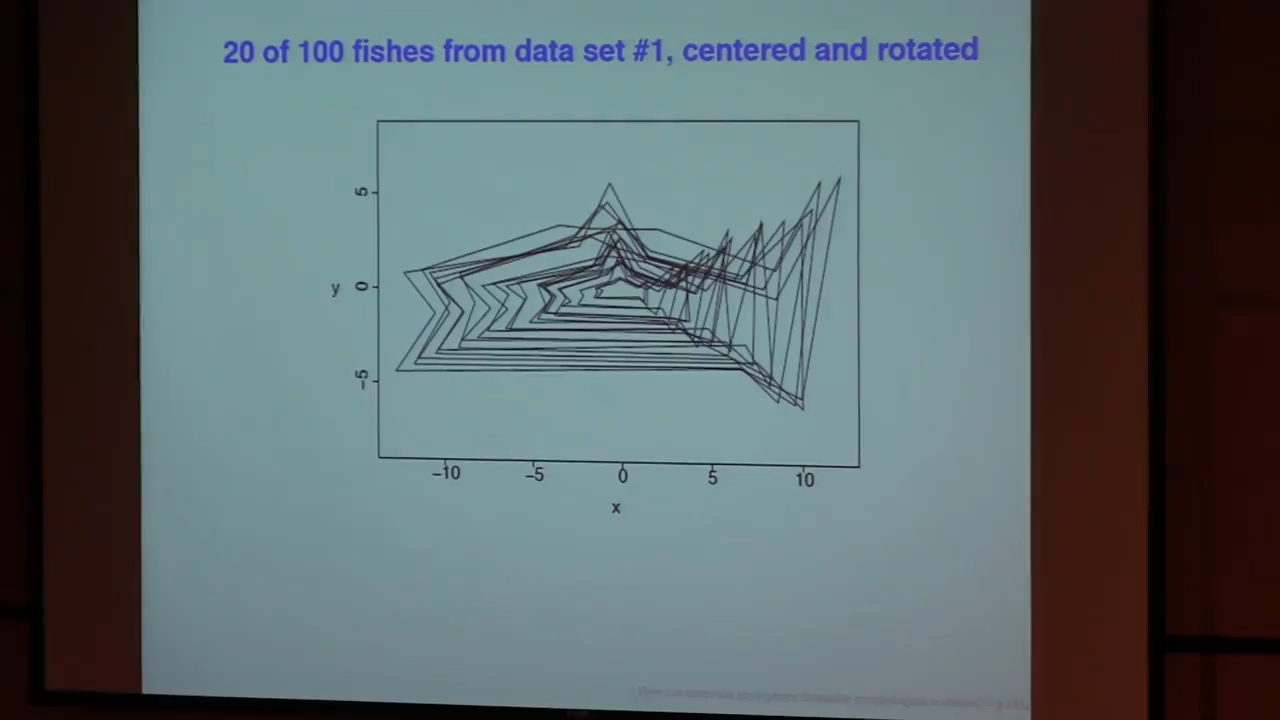 20 of 100 fishes from data set #1, centered and rotated
5
y
0
−5
−10
−5
0
5
10
x